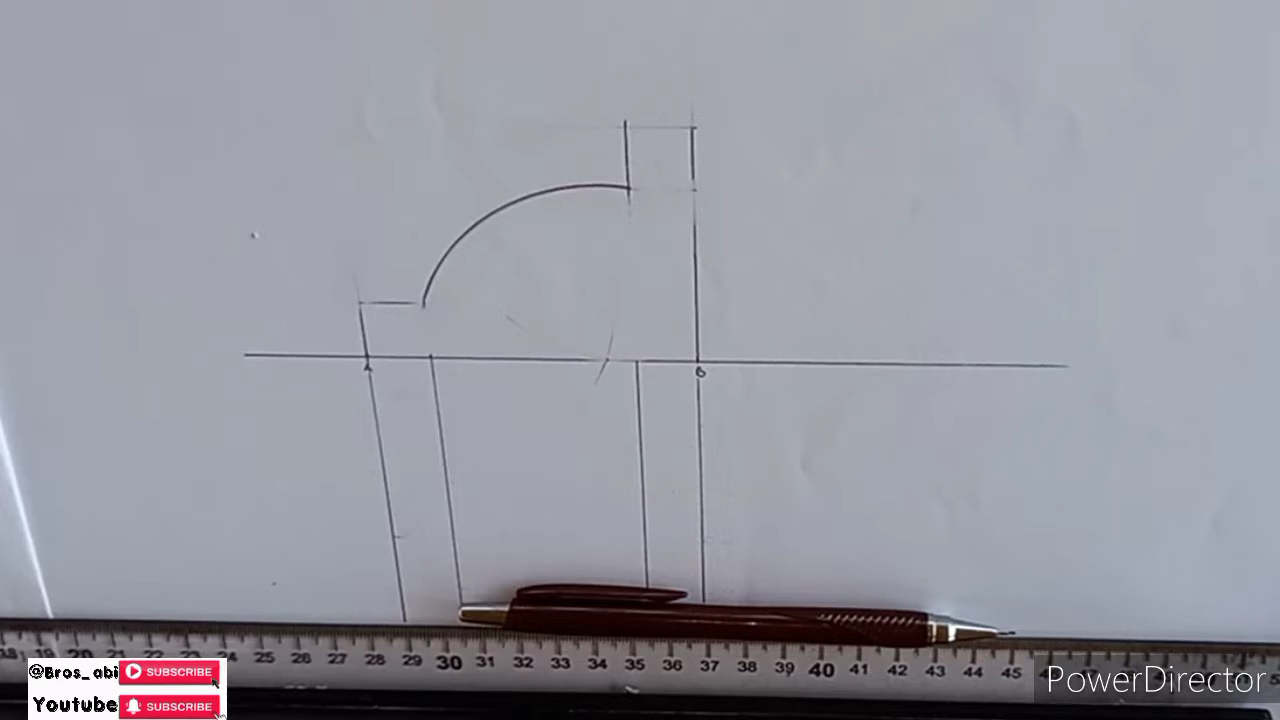 A
B
18 19 20 21 22 23 24 25 26 27 28 29 30 31 32 33 34 35 36 37 38 39 40 41 42 43 44 45
@Bros_abi SUBSCRIBE
Youtube SUBSCRIBE
PowerDirector